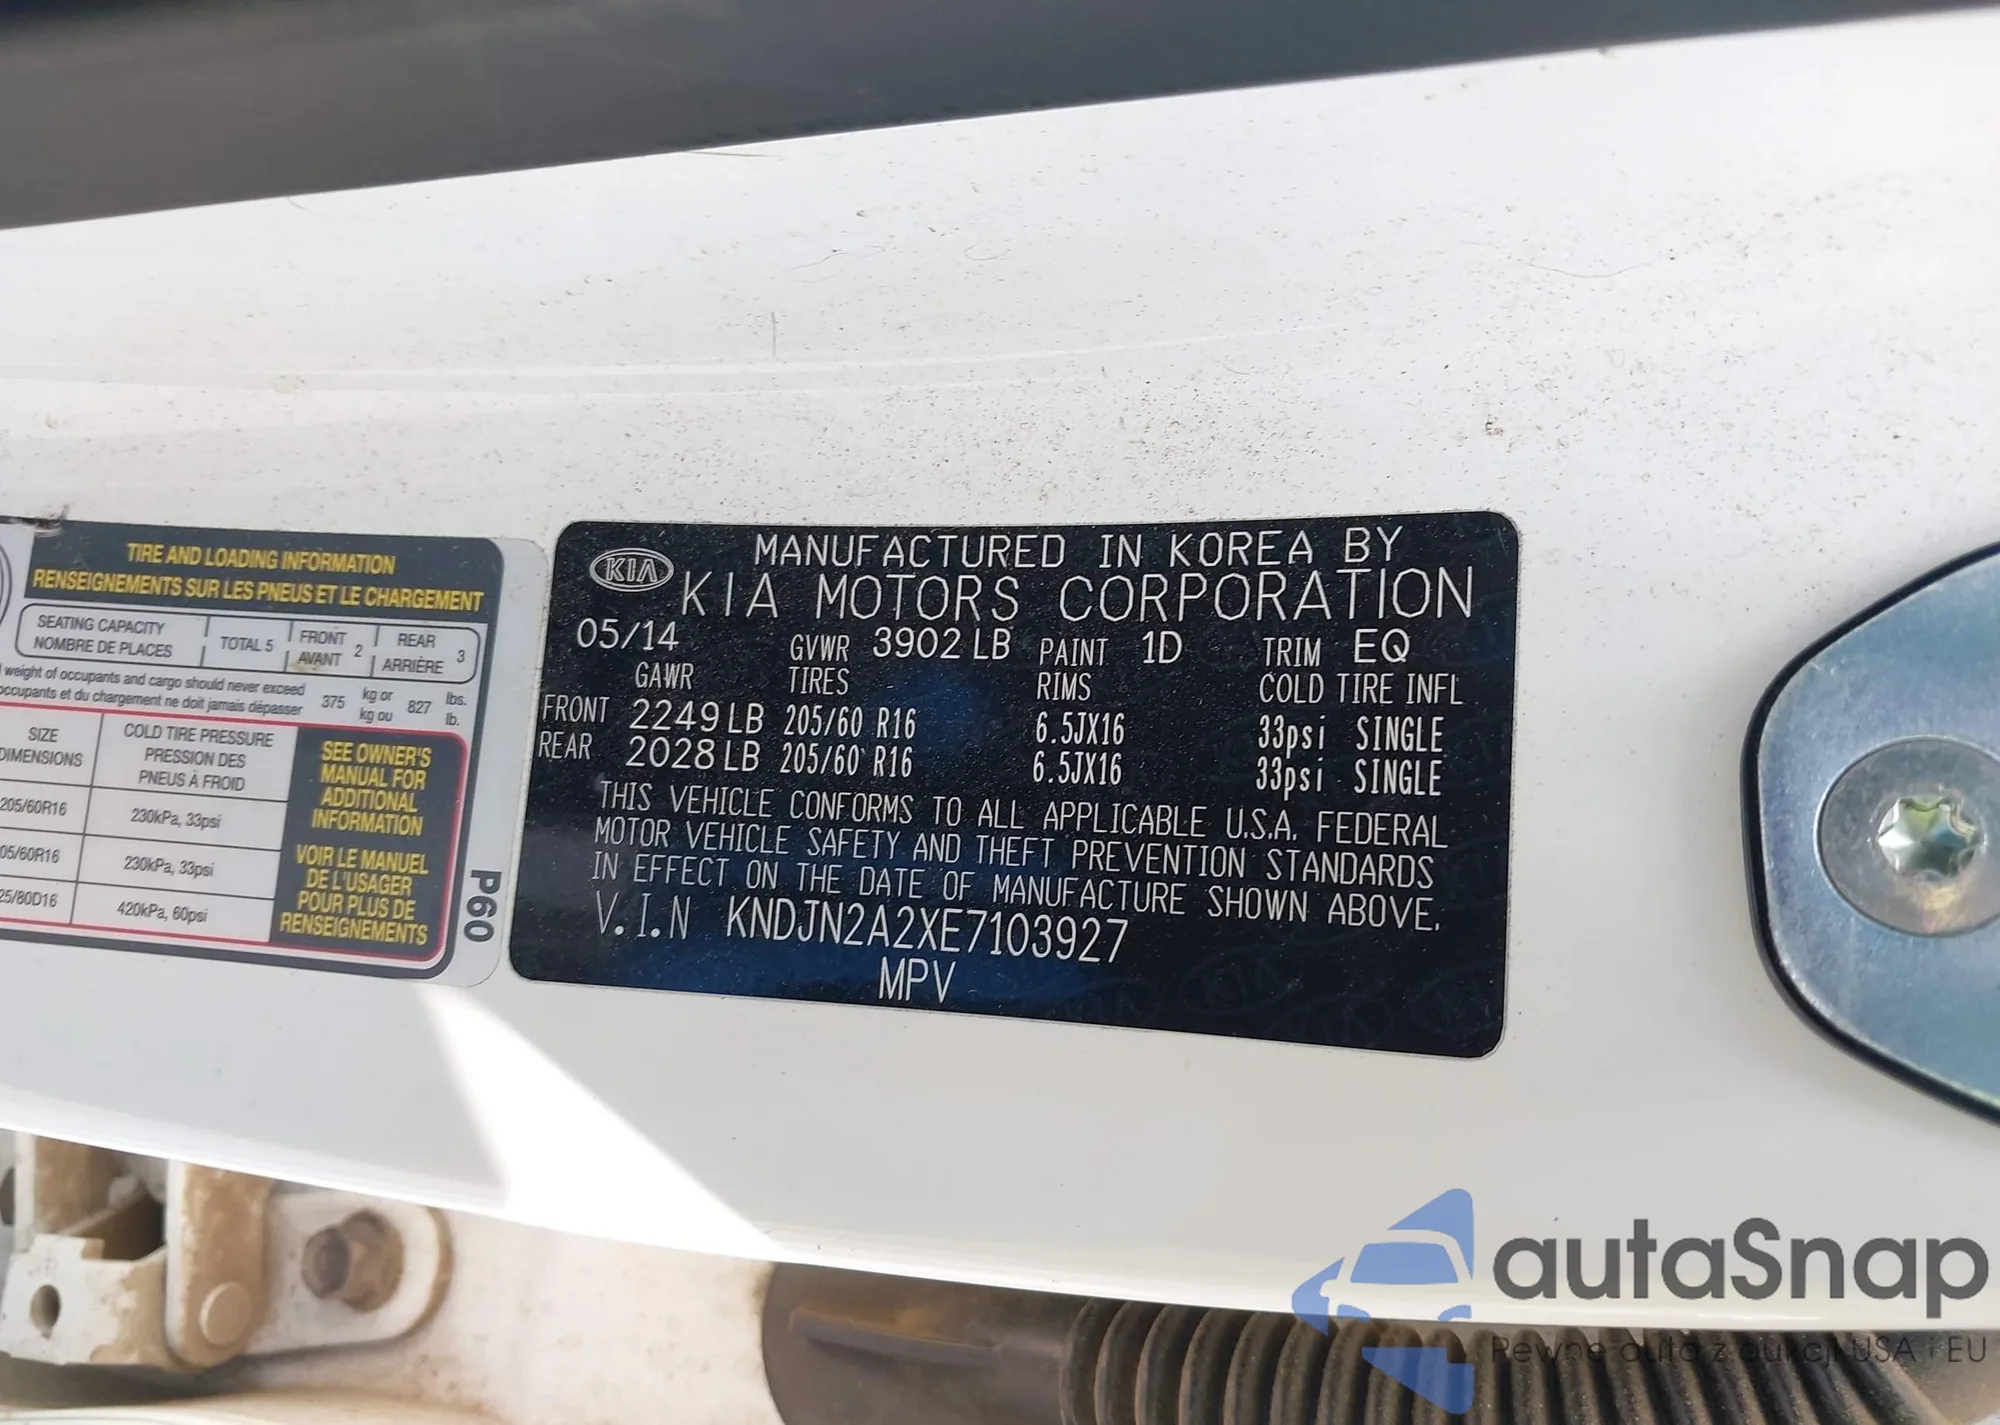 TIRE AND LOADING INFORMATION
RENSEIGNEMENTS SUR LES PNEUS ET LE CHARGEMENT
SEATING CAPACITY
NOMBRE DE PLACES
TOTAL 5
FRONT
AVANT
2
REAR
ARRIÈRE
3
weight of occupants and cargo should never exceed
occupants et du chargement ne doit jamais dépasser
375
kg or
kg ou
827
lbs.
lb.
SIZE
DIMENSIONS
COLD TIRE PRESSURE
PRESSION DES
PNEUS À FROID
205/60R16
230kPa, 33psi
05/60R16
230kPa, 33psi
25/80D16
420kPa, 60psi
SEE OWNER'S
MANUAL FOR
ADDITIONAL
INFORMATION
VOIR LE MANUEL
DE L'USAGER
POUR PLUS DE
RENSEIGNEMENTS
P60
KIA
MANUFACTURED IN KOREA BY
KIA MOTORS CORPORATION
05/14 GVWR 3902 LB PAINT 1D TRIM EQ
GAWR TIRES RIMS COLD TIRE INFL
FRONT 2249 LB 205/60 R16 6.5JX16 33psi SINGLE
REAR 2028 LB 205/60 R16 6.5JX16 33psi SINGLE
THIS VEHICLE CONFORMS TO ALL APPLICABLE U.S.A. FEDERAL
MOTOR VEHICLE SAFETY AND THEFT PREVENTION STANDARDS
IN EFFECT ON THE DATE OF MANUFACTURE SHOWN ABOVE.
V.I.N KNDJN2A2XE7103927
MPV
autaSnap
Pewne auta z aukcji USA i EU